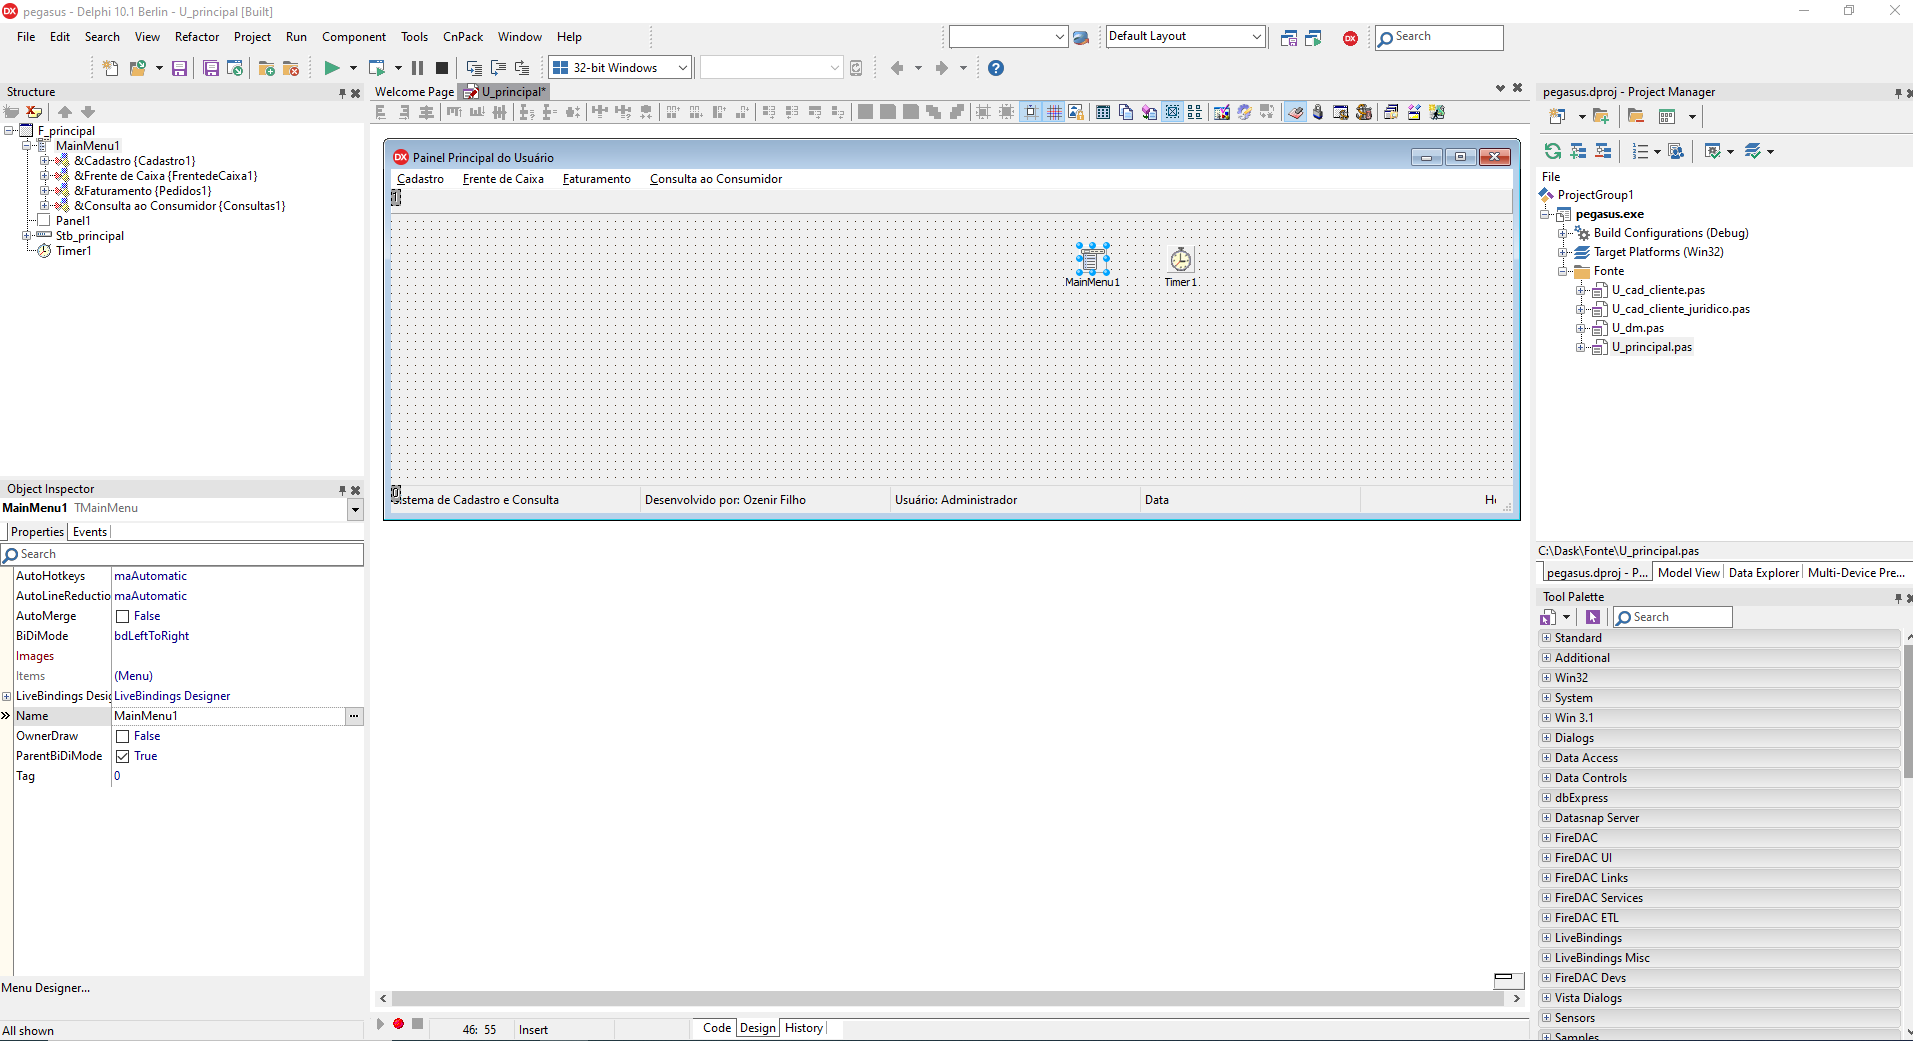 pegasus - Delphi 10.1 Berlin - U_principal [Built]
File Edit Search View Refactor Project Run Component Tools CnPack Window Help
Default Layout
Search
32-bit Windows
Structure
F_principal
MainMenu1
&Cadastro {Cadastro1}
&Frente de Caixa {FrentedeCaixa1}
&Faturamento {Pedidos1}
&Consulta ao Consumidor {Consultas1}
Panel1
Stb_principal
Timer1
Welcome Page
U_principal*
Painel Principal do Usuário
Cadastro Frente de Caixa Faturamento Consulta ao Consumidor
MainMenu1
Timer1
istema de Cadastro e Consulta
Desenvolvido por: Ozenir Filho
Usuário: Administrador
Data
Object Inspector
MainMenu1 TMainMenu
Properties Events
Search
AutoHotkeys maAutomatic
AutoLineReductio maAutomatic
AutoMerge False
BiDiMode bdLeftToRight
Images
Items (Menu)
LiveBindings Desig LiveBindings Designer
Name MainMenu1
OwnerDraw False
ParentBiDiMode True
Tag 0
Menu Designer...
All shown
46: 55
Insert
Code Design History
pegasus.dproj - Project Manager
File
ProjectGroup1
pegasus.exe
Build Configurations (Debug)
Target Platforms (Win32)
Fonte
U_cad_cliente.pas
U_cad_cliente_juridico.pas
U_dm.pas
U_principal.pas
C:\Dask\Fonte\U_principal.pas
pegasus.dproj - P... Model View Data Explorer Multi-Device Pre...
Tool Palette
Search
Standard
Additional
Win32
System
Win 3.1
Dialogs
Data Access
Data Controls
dbExpress
Datasnap Server
FireDAC
FireDAC UI
FireDAC Links
FireDAC Services
FireDAC ETL
LiveBindings
LiveBindings Misc
FireDAC Devs
Vista Dialogs
Sensors
Samples